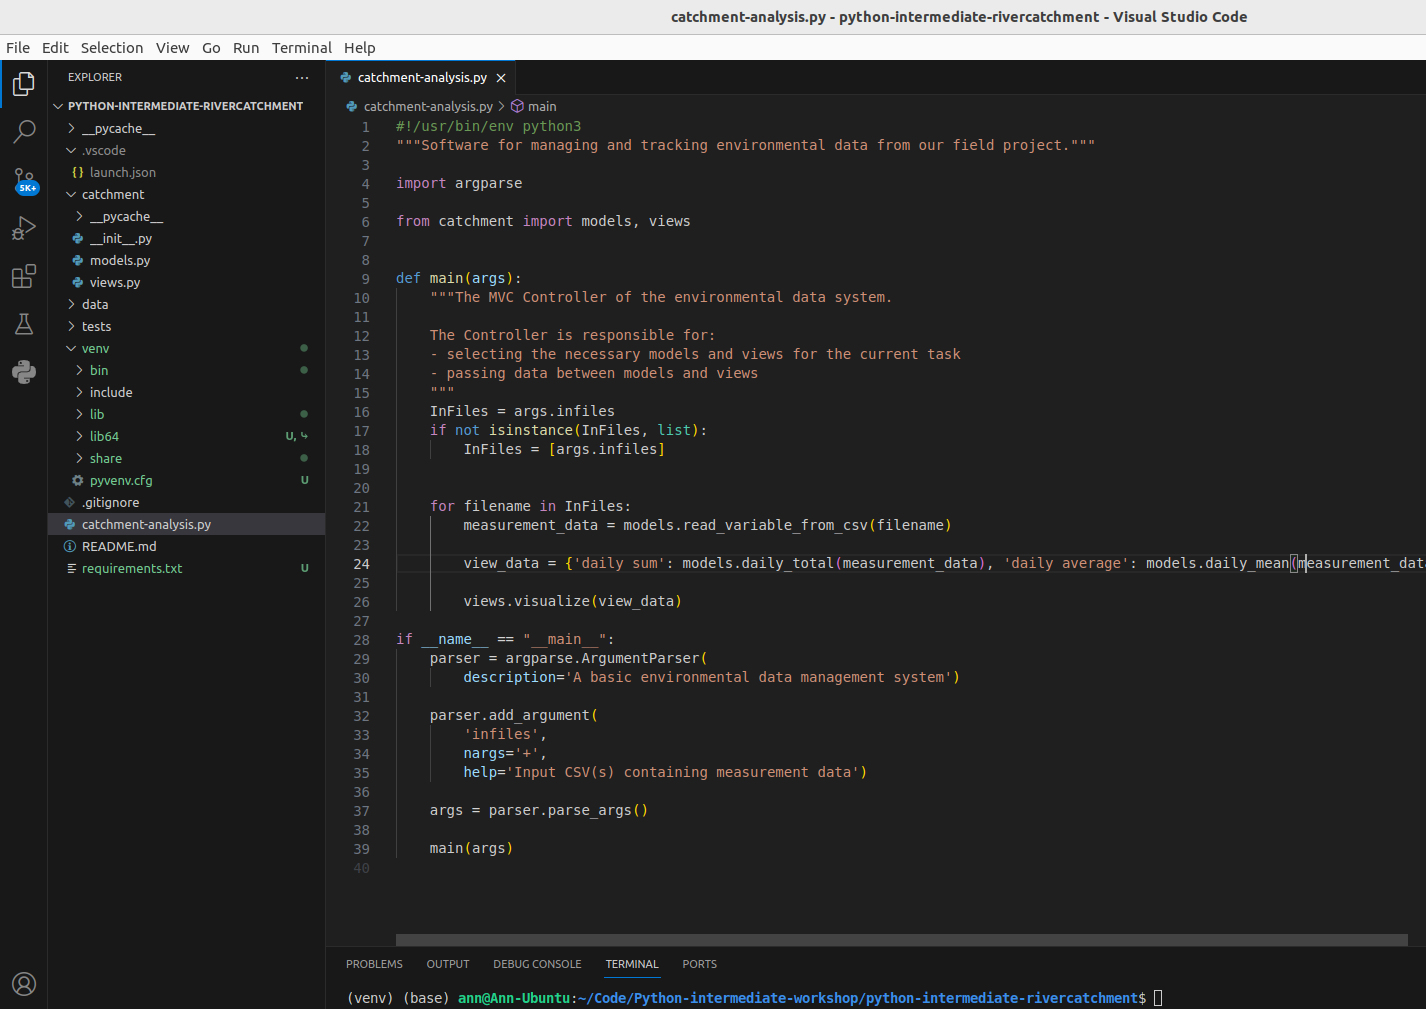 catchment-analysis.py - python-intermediate-rivercatchment - Visual Studio Code
File Edit Selection View Go Run Terminal Help
EXPLORER
PYTHON-INTERMEDIATE-RIVERCATCHMENT
__pycache__
.vscode
launch.json
catchment
__pycache__
__init__.py
models.py
views.py
data
tests
venv
bin
include
lib
lib64 U,
share
pyvenv.cfg U
.gitignore
catchment-analysis.py
README.md
requirements.txt U
5K+
catchment-analysis.py
catchment-analysis.py > main
1 #!/usr/bin/env python3
2 """Software for managing and tracking environmental data from our field project."""
3
4 import argparse
5
6 from catchment import models, views
7
8
9 def main(args):
10 """The MVC Controller of the environmental data system.
11
12 The Controller is responsible for:
13 - selecting the necessary models and views for the current task
14 - passing data between models and views
15 """
16 InFiles = args.infiles
17 if not isinstance(InFiles, list):
18 InFiles = [args.infiles]
19
20
21 for filename in InFiles:
22 measurement_data = models.read_variable_from_csv(filename)
23
24 view_data = {'daily sum': models.daily_total(measurement_data), 'daily average': models.daily_mean(measurement_dat
25
26 views.visualize(view_data)
27
28 if __name__ == "__main__":
29 parser = argparse.ArgumentParser(
30 description='A basic environmental data management system')
31
32 parser.add_argument(
33 'infiles',
34 nargs='+',
35 help='Input CSV(s) containing measurement data')
36
37 args = parser.parse_args()
38
39 main(args)
40
PROBLEMS OUTPUT DEBUG CONSOLE TERMINAL PORTS
(venv) (base) ann@Ann-Ubuntu:~/Code/Python-intermediate-workshop/python-intermediate-rivercatchment$